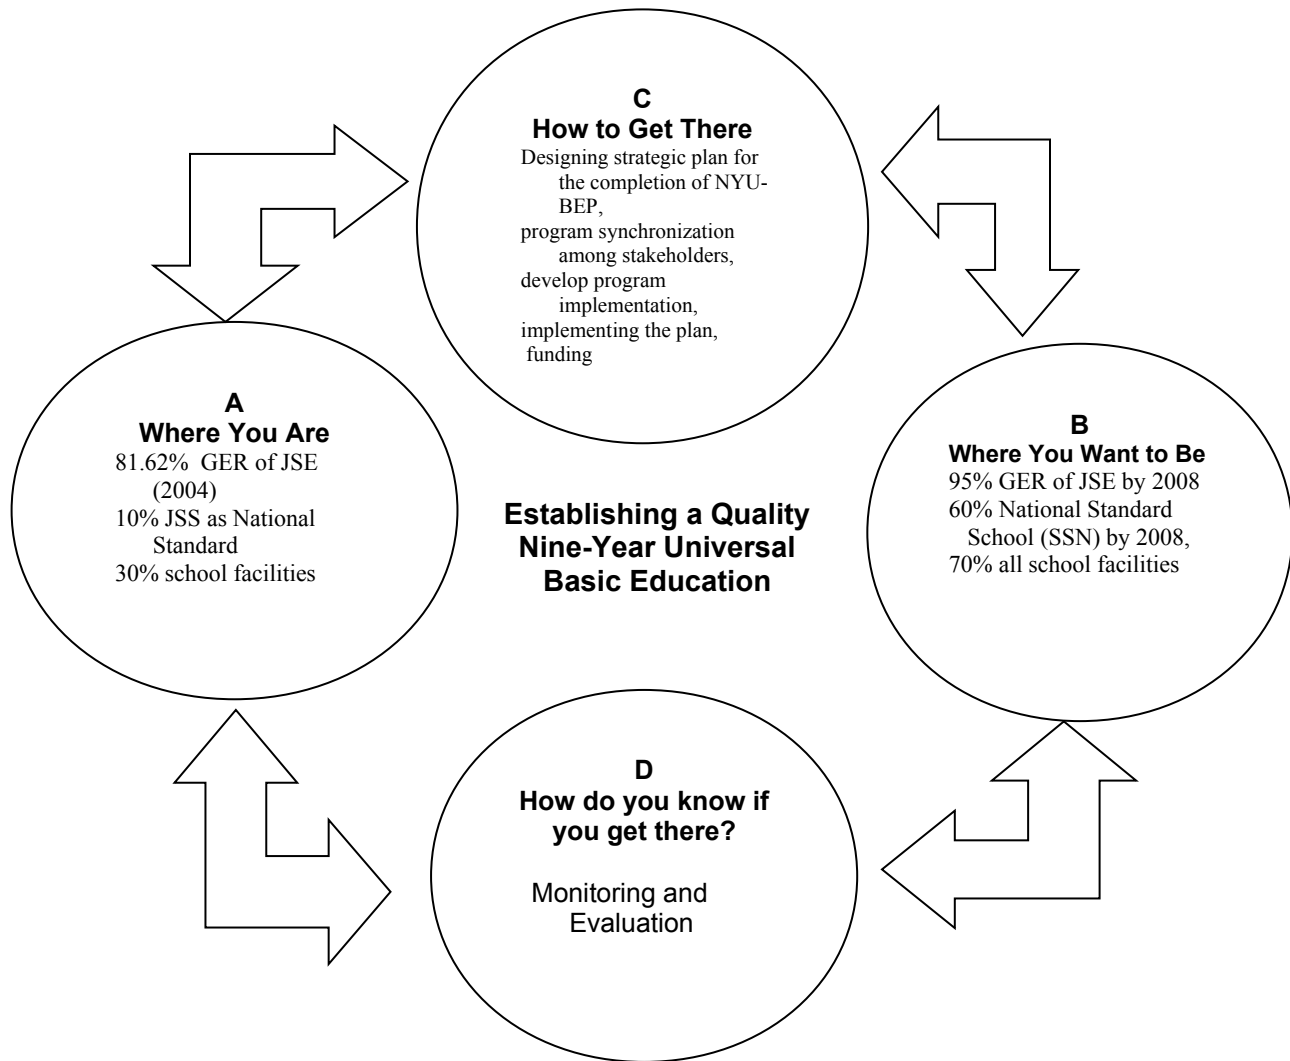 C
How to Get There
Designing strategic plan for
the completion of NYU-
BEP,
program synchronization
among stakeholders,
develop program
implementation,
implementing the plan,
funding
A
Where You Are
81.62% GER of JSE
(2004)
10% JSS as National
Standard
30% school facilities
Establishing a Quality
Nine-Year Universal
Basic Education
B
Where You Want to Be
95% GER of JSE by 2008
60% National Standard
School (SSN) by 2008,
70% all school facilities
D
How do you know if
you get there?
Monitoring and
Evaluation